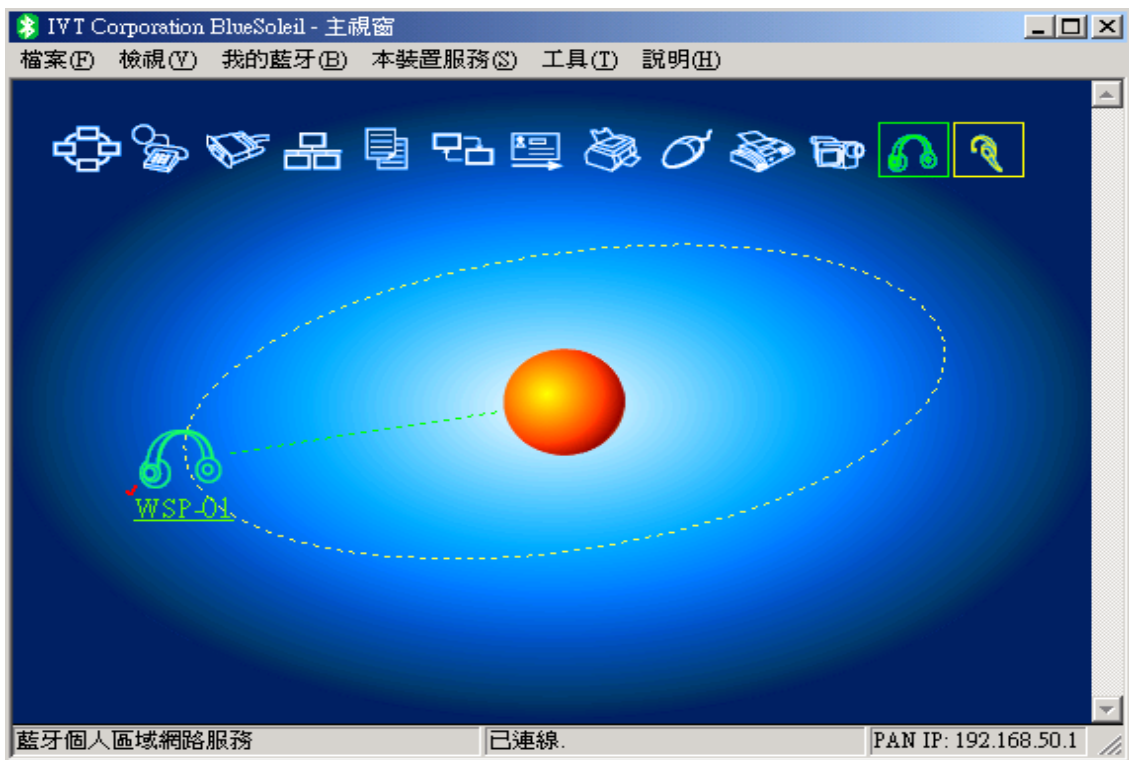 IVT Corporation BlueSoleil - 主視窗
檔案(F) 檢視(V) 我的藍牙(B) 本裝置服務(S) 工具(T) 說明(H)
WSP-01
藍牙個人區域網路服務 已連線. PAN IP: 192.168.50.1